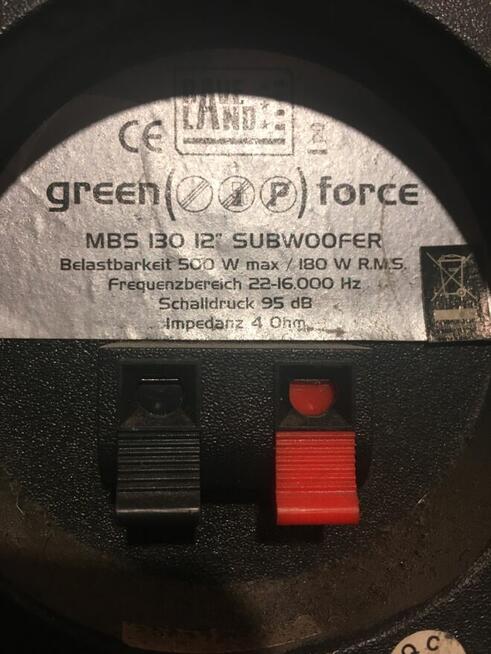 LAND
CE
green ( P ) force
MBS 130 12" SUBWOOFER
Belastbarkeit 500 W max / 180 W R.M.S.
Frequenzbereich 22-16.000 Hz
Schalldruck 95 dB
Impedanz 4 Ohm
Q.C